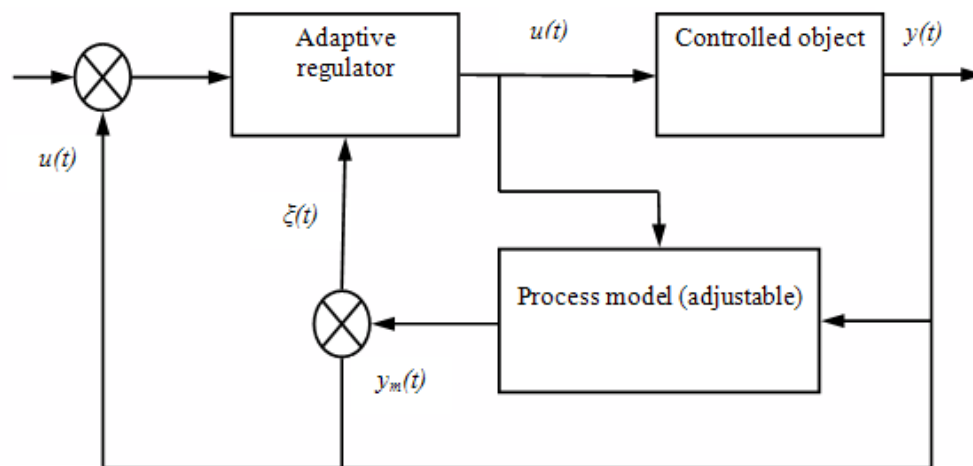 Adaptive
regulator
u(t)
Controlled object
y(t)
u(t)
ξ(t)
Process model (adjustable)
yₘ(t)